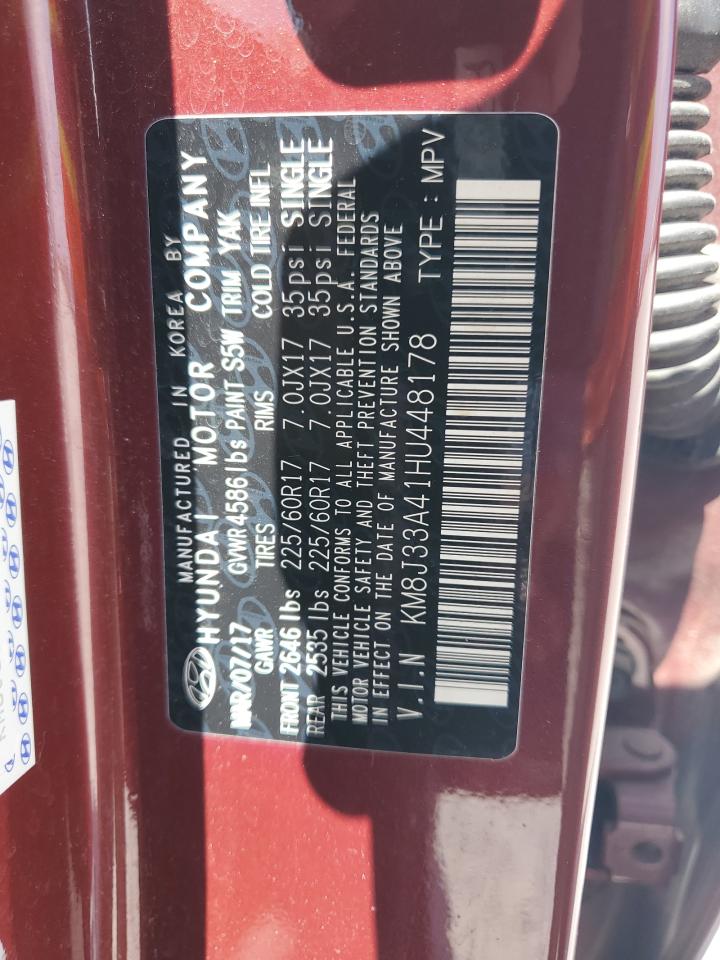 MANUFACTURED IN KOREA BY
HYUNDAI MOTOR COMPANY
MAR/07/17 GVWR 4586 lbs PAINT S5W TRIM YAK
GAWR TIRES RIMS COLD TIRE INFL
FRONT 2646 lbs 225/60R17 7.0JX17 35psi SINGLE
REAR 2535 lbs 225/60R17 7.0JX17 35psi SINGLE
THIS VEHICLE CONFORMS TO ALL APPLICABLE U.S.A. FEDERAL
MOTOR VEHICLE SAFETY AND THEFT PREVENTION STANDARDS
IN EFFECT ON THE DATE OF MANUFACTURE SHOWN ABOVE
V.I.N KM8J33A41HU448178 TYPE : MPV